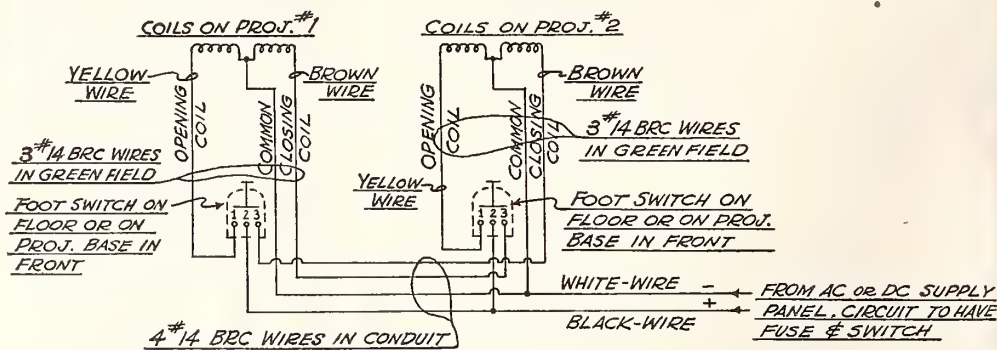 COILS ON PROJ. #1
COILS ON PROJ. #2
YELLOW
WIRE
BROWN
WIRE
BROWN
WIRE
OPENING
COIL
COMMON
CLOSING
COIL
OPENING
COIL
COMMON
CLOSING
COIL
3 #14 BRC WIRES
IN GREEN FIELD
3 #14 BRC WIRES
IN GREEN FIELD
YELLOW
WIRE
FOOT SWITCH ON
FLOOR OR ON
PROJ. BASE IN
FRONT
1 2 3
1 2 3
FOOT SWITCH ON
FLOOR OR ON PROJ.
BASE IN FRONT
WHITE-WIRE -
+
BLACK-WIRE
FROM AC OR DC SUPPLY
PANEL, CIRCUIT TO HAVE
FUSE & SWITCH
4 #14 BRC WIRES IN CONDUIT